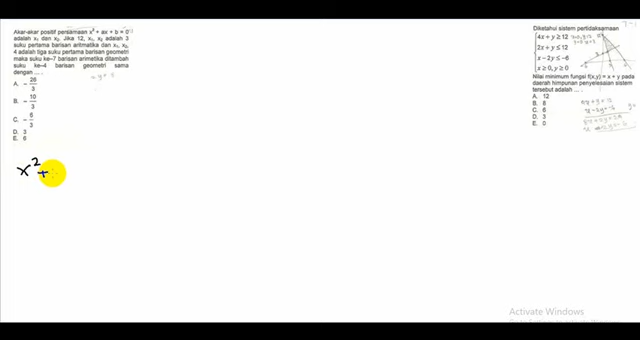 Akar-akar positif persamaan x² + ax + b = 0
adalah x₁ dan x₂. Jika 12, x₁, x₂ adalah 3
suku pertama barisan aritmatika dan x₁, x₂,
4 adalah tiga suku pertama barisan geometri
maka suku ke–7 barisan arimetika ditambah
suku ke–4 barisan geometri sama
dengan ....
A. – 26/3
B. – 10/3
C. – 6/3
D. 3
E. 6
x² +
Diketahui sistem pertidaksamaan
4x + y ≥ 12
2x + y ≤ 12
x – 2y ≤ –6
x ≥ 0, y ≥ 0
Nilai minimum fungsi f(x,y) = x + y pada
daerah himpunan penyelesaian sistem
tersebut adalah ....
A. 12
B. 8
C. 6
D. 3
E. 0
Activate Windows